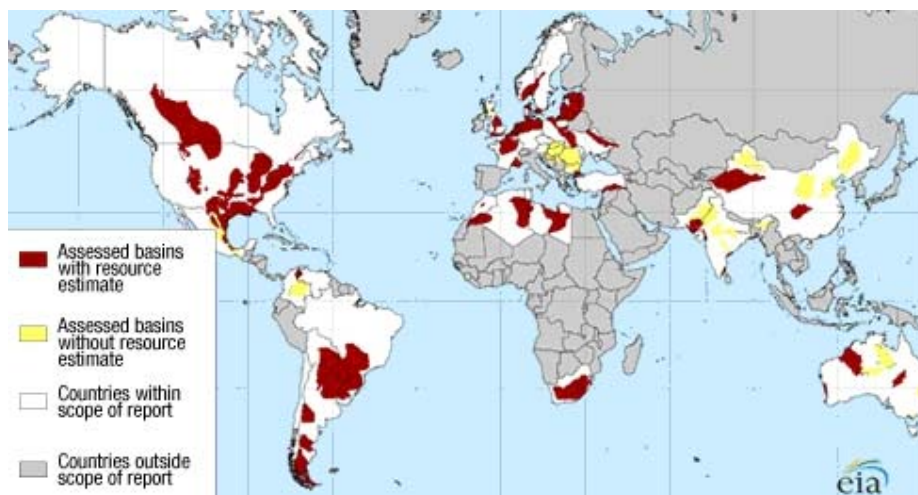 Assessed basins
with resource
estimate
Assessed basins
without resource
estimate
Countries within
scope of report
Countries outside
scope of report
eia